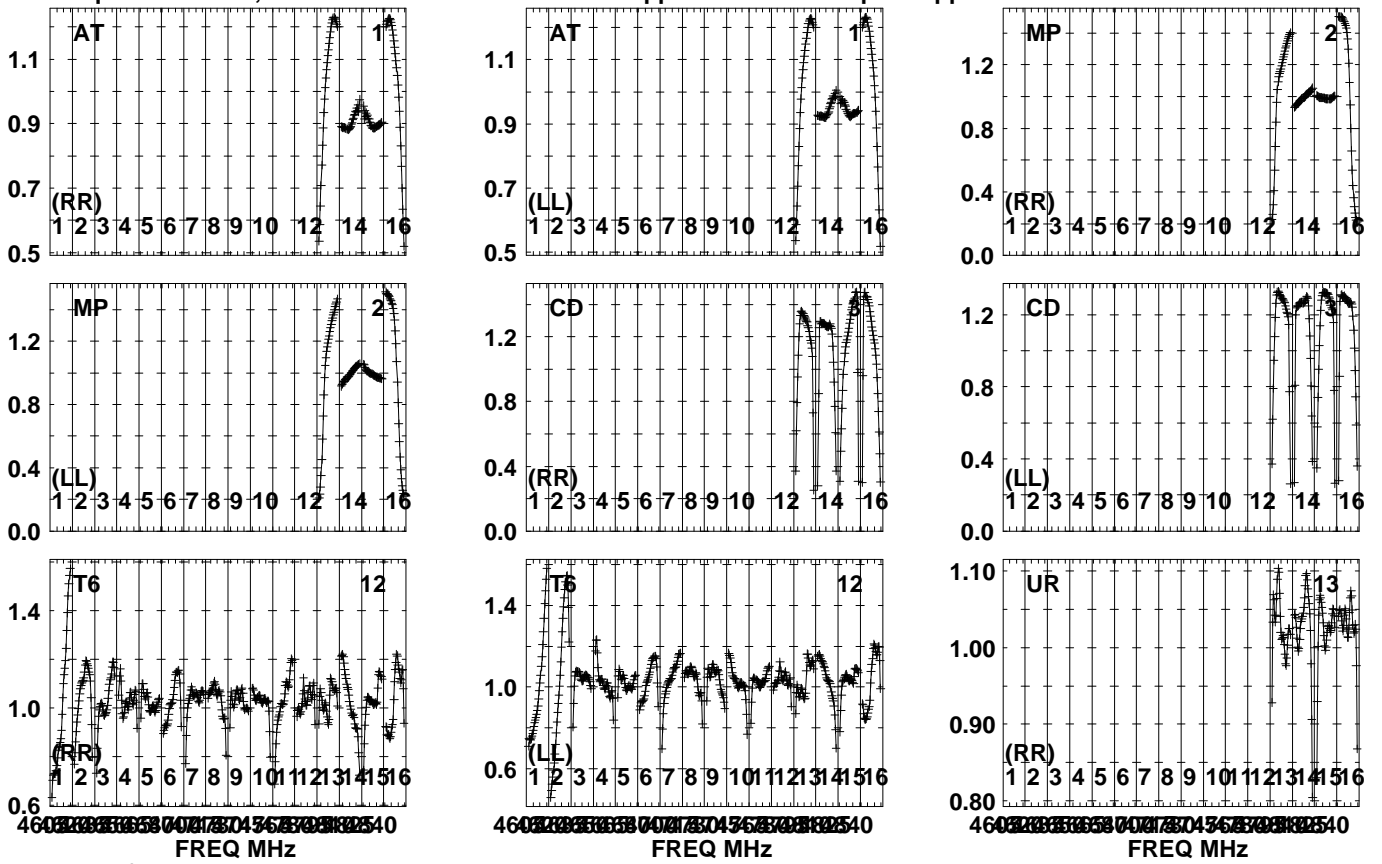 AT 1
1.1
0.9
0.7
0.5
(RR)
1 2 3 4 5 6 7 8 9 10 12 14 16
AT 1
1.1
0.9
0.7
0.5
(LL)
1 2 3 4 5 6 7 8 9 10 12 14 16
MP 2
1.2
0.8
0.4
0.0
(RR)
1 2 3 4 5 6 7 8 9 10 12 14 16
MP 2
1.2
0.8
0.4
0.0
(LL)
1 2 3 4 5 6 7 8 9 10 12 14 16
CD 3
1.2
0.8
0.4
0.0
(RR)
1 2 3 4 5 6 7 8 9 10 12 14 16
CD 3
1.2
0.8
0.4
0.0
(LL)
1 2 3 4 5 6 7 8 9 10 12 14 16
T6 12
1.4
1.0
0.6
(RR)
1 2 3 4 5 6 7 8 9 10 11 12 13 14 15 16
FREQ MHz
T6 12
1.4
1.0
0.6
(LL)
1 2 3 4 5 6 7 8 9 10 11 12 13 14 15 16
FREQ MHz
UR 13
1.10
1.00
0.90
0.80
(RR)
1 2 3 4 5 6 7 8 9 10 11 12 13 14 15 16
FREQ MHz